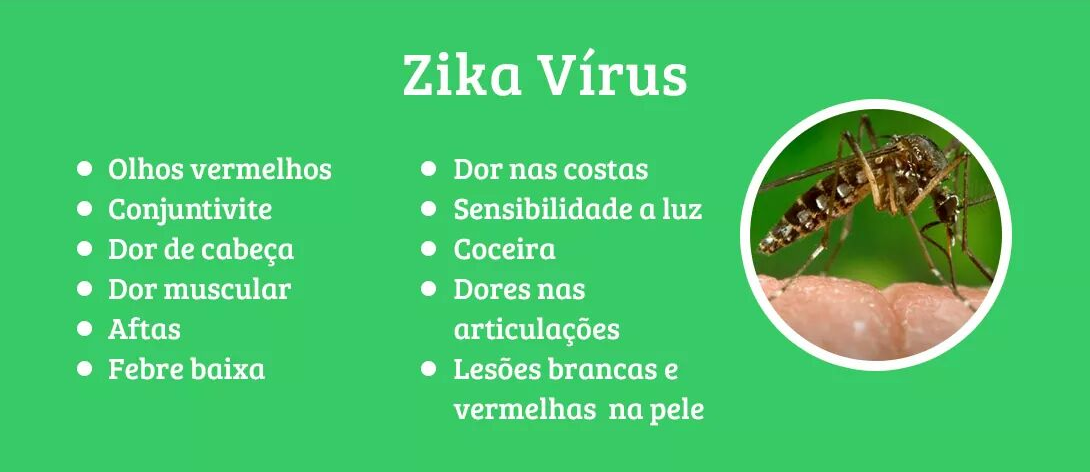 Zika Vírus
Olhos vermelhos
Conjuntivite
Dor de cabeça
Dor muscular
Aftas
Febre baixa
Dor nas costas
Sensibilidade a luz
Coceira
Dores nas
articulações
Lesões brancas e
vermelhas na pele